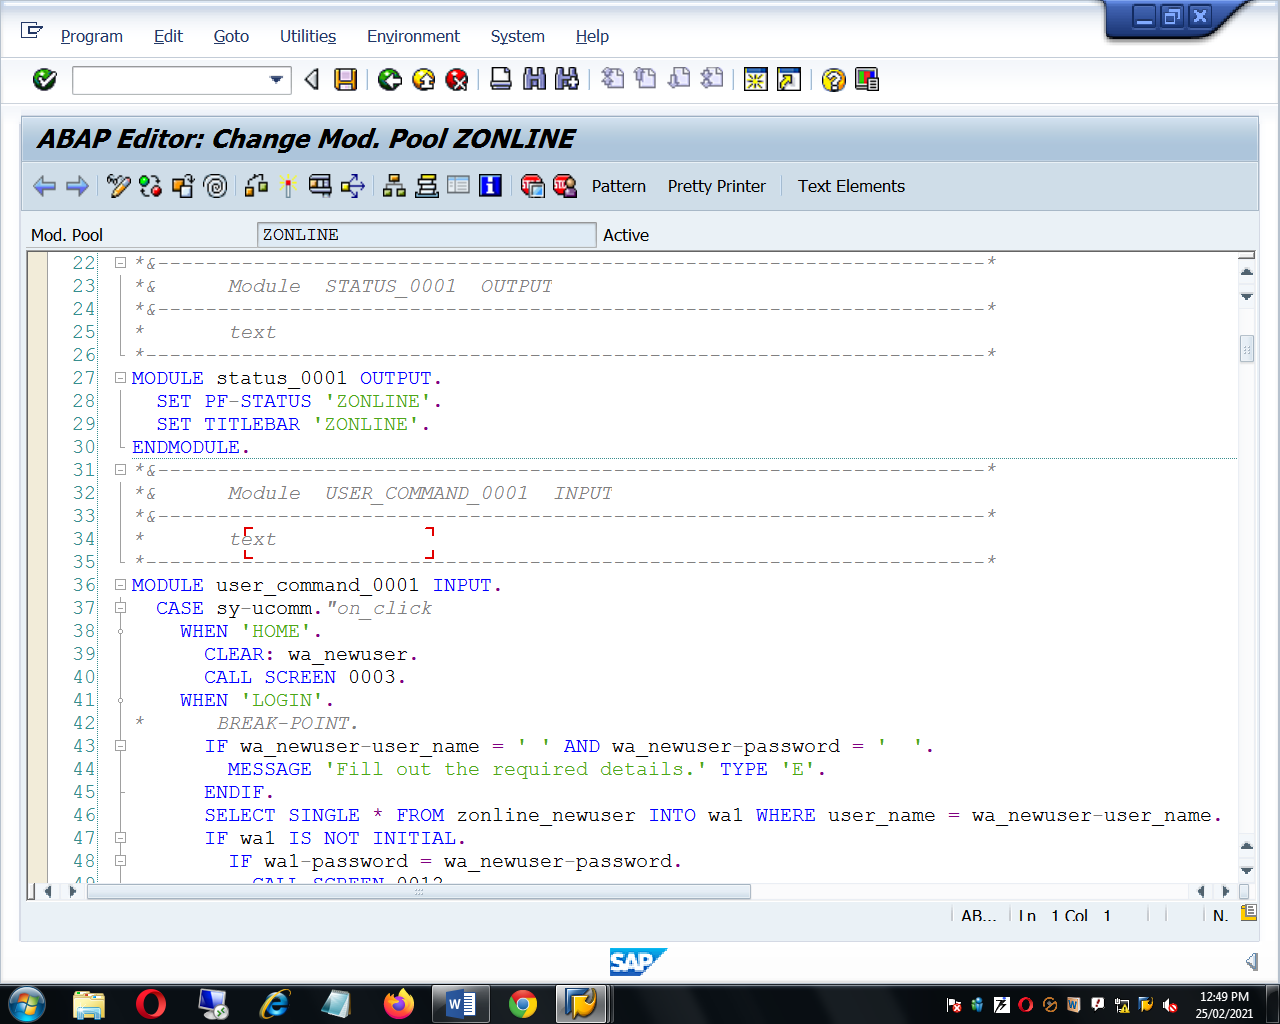 Program Edit Goto Utilities Environment System Help
ABAP Editor: Change Mod. Pool ZONLINE
Pattern Pretty Printer Text Elements
Mod. Pool ZONLINE Active
22 *&---------------------------------------------------------------------*
23 *&      Module  STATUS_0001  OUTPUT
24 *&---------------------------------------------------------------------*
25 *       text
26 *----------------------------------------------------------------------*
27 MODULE status_0001 OUTPUT.
28   SET PF-STATUS 'ZONLINE'.
29   SET TITLEBAR 'ZONLINE'.
30 ENDMODULE.
31 *&---------------------------------------------------------------------*
32 *&      Module  USER_COMMAND_0001  INPUT
33 *&---------------------------------------------------------------------*
34 *       text
35 *----------------------------------------------------------------------*
36 MODULE user_command_0001 INPUT.
37   CASE sy-ucomm."on_click
38     WHEN 'HOME'.
39       CLEAR: wa_newuser.
40       CALL SCREEN 0003.
41     WHEN 'LOGIN'.
42 *      BREAK-POINT.
43       IF wa_newuser-user_name = ' ' AND wa_newuser-password = '  '.
44         MESSAGE 'Fill out the required details.' TYPE 'E'.
45       ENDIF.
46       SELECT SINGLE * FROM zonline_newuser INTO wa1 WHERE user_name = wa_newuser-user_name.
47       IF wa1 IS NOT INITIAL.
48         IF wa1-password = wa_newuser-password.
49           CALL SCREEN 0012
AB... Ln 1 Col 1 N.
SAP
12:49 PM
25/02/2021